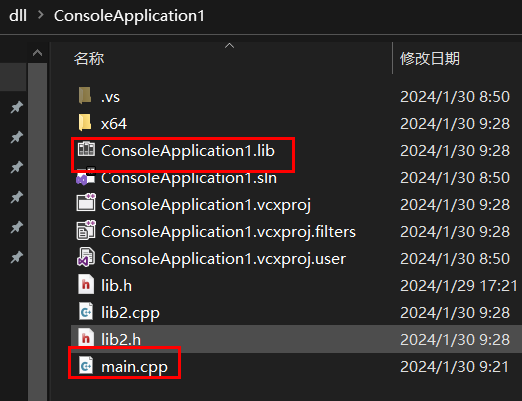 dll > ConsoleApplication1
名称 修改日期
.vs 2024/1/30 8:50
x64 2024/1/30 9:28
ConsoleApplication1.lib 2024/1/30 9:28
ConsoleApplication1.sln 2024/1/30 8:50
ConsoleApplication1.vcxproj 2024/1/30 9:28
ConsoleApplication1.vcxproj.filters 2024/1/30 9:28
ConsoleApplication1.vcxproj.user 2024/1/30 8:50
lib.h 2024/1/29 17:21
lib2.cpp 2024/1/30 9:28
lib2.h 2024/1/30 9:28
main.cpp 2024/1/30 9:21